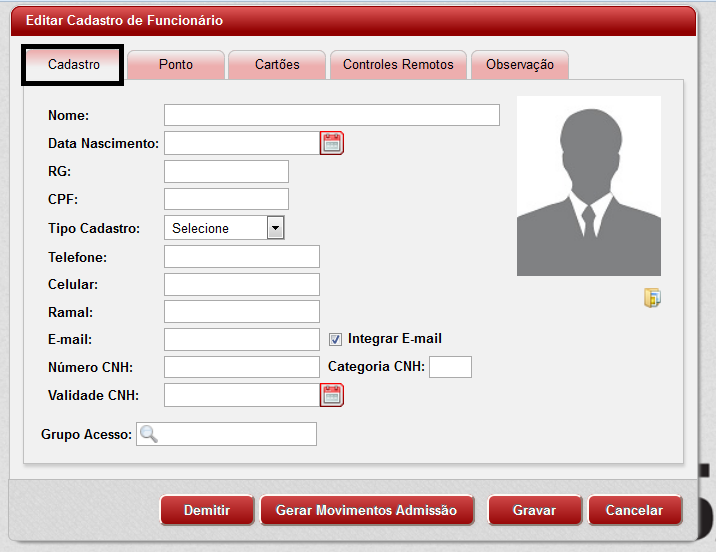 Editar Cadastro de Funcionário
Cadastro Ponto Cartões Controles Remotos Observação
Nome:
Data Nascimento:
RG:
CPF:
Tipo Cadastro: Selecione
Telefone:
Celular:
Ramal:
E-mail: Integrar E-mail
Número CNH: Categoria CNH:
Validade CNH:
Grupo Acesso:
Demitir Gerar Movimentos Admissão Gravar Cancelar